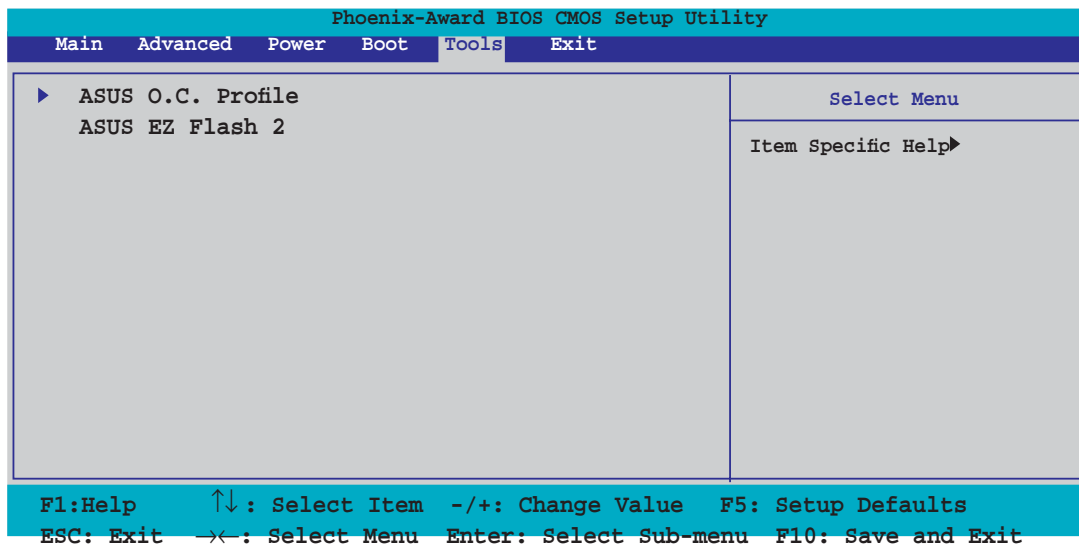 Phoenix-Award BIOS CMOS Setup Utility
Main Advanced Power Boot Tools Exit
ASUS O.C. Profile
ASUS EZ Flash 2
Select Menu
Item Specific Help
F1:Help ↑↓: Select Item -/+: Change Value F5: Setup Defaults
ESC: Exit →←: Select Menu Enter: Select Sub-menu F10: Save and Exit